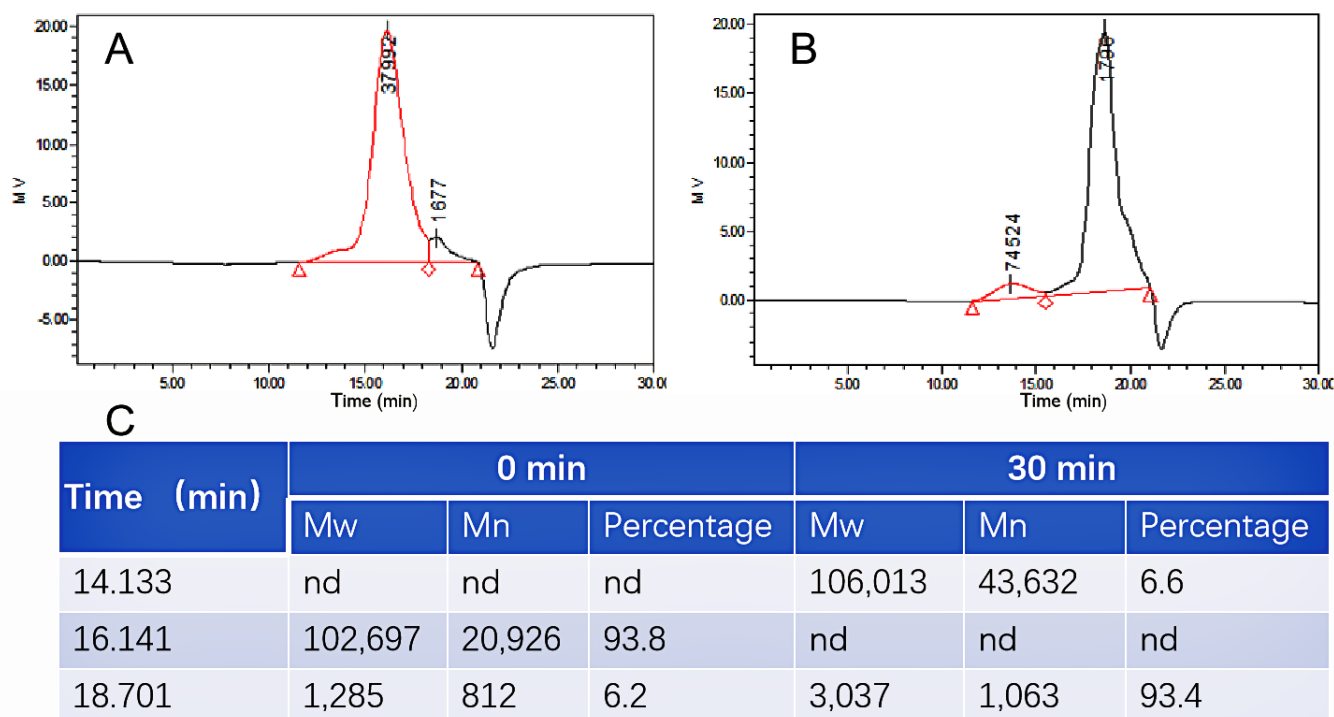 A
20.00
15.00
10.00
5.00
0.00
-5.00
M V
37992
1677
5.00 10.00 15.00 20.00 25.00 30.00
Time (min)
B
20.00
15.00
10.00
5.00
0.00
M V
74524
5.00 10.00 15.00 20.00 25.00 30.00
Time (min)
C
Time (min) 0 min 30 min
Mw Mn Percentage Mw Mn Percentage
14.133 nd nd nd 106,013 43,632 6.6
16.141 102,697 20,926 93.8 nd nd nd
18.701 1,285 812 6.2 3,037 1,063 93.4